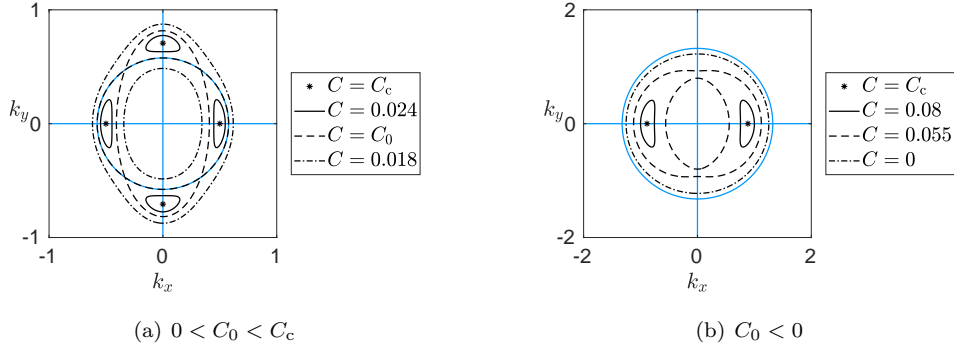 1
k_y
0
-1
-1
0
1
k_x
C = C_c
C = 0.024
C = C_0
C = 0.018
(a) 0 < C_0 < C_c
2
k_y
0
-2
-2
0
2
k_x
C = C_c
C = 0.08
C = 0.055
C = 0
(b) C_0 < 0